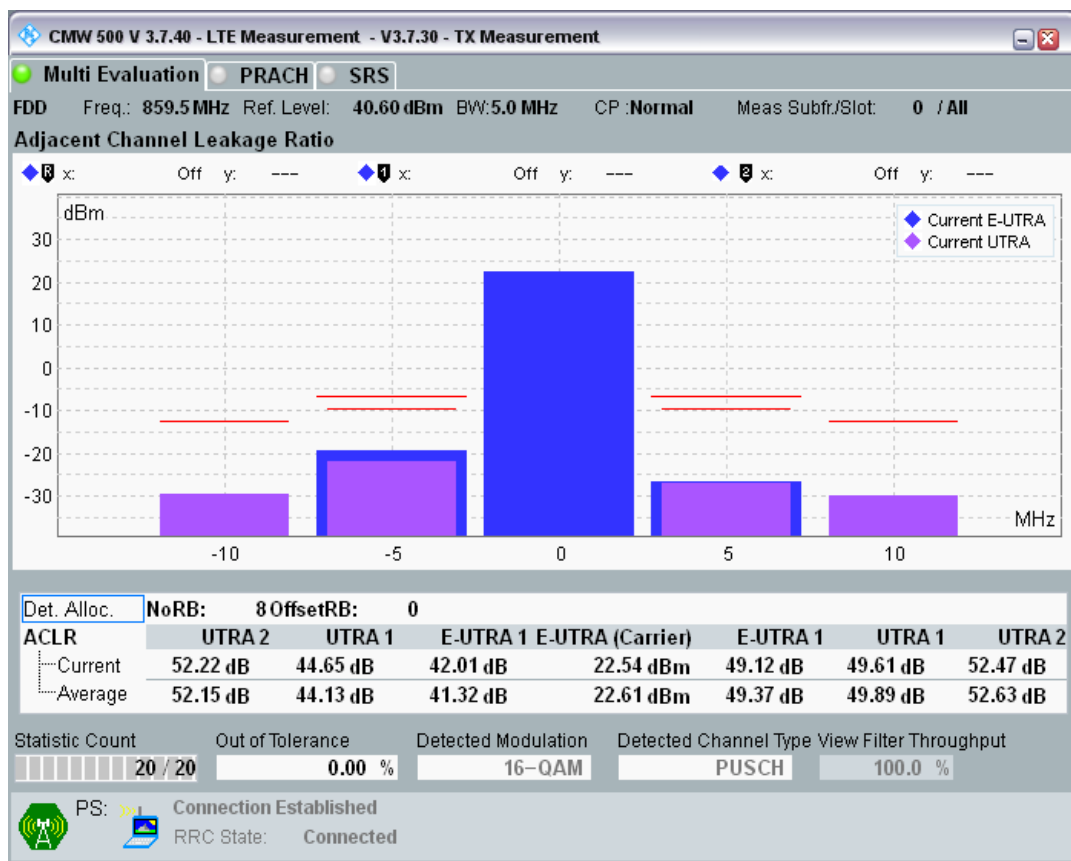 CMW 500 V 3.7.40 - LTE Measurement - V3.7.30 - TX Measurement
Multi Evaluation PRACH SRS
FDD Freq.: 859.5 MHz Ref. Level: 40.60 dBm BW:5.0 MHz CP :Normal Meas Subfr./Slot: 0 / All
Adjacent Channel Leakage Ratio
R x: Off y: --- 1 x: Off y: --- 2 x: Off y: ---
dBm
Current E-UTRA
Current UTRA
30
20
10
0
-10
-20
-30
MHz
-10 -5 0 5 10
Det. Alloc. NoRB: 8 OffsetRB: 0
ACLR UTRA 2 UTRA 1 E-UTRA 1 E-UTRA (Carrier) E-UTRA 1 UTRA 1 UTRA 2
Current 52.22 dB 44.65 dB 42.01 dB 22.54 dBm 49.12 dB 49.61 dB 52.47 dB
Average 52.15 dB 44.13 dB 41.32 dB 22.61 dBm 49.37 dB 49.89 dB 52.63 dB
Statistic Count Out of Tolerance Detected Modulation Detected Channel Type View Filter Throughput
20 / 20 0.00 % 16-QAM PUSCH 100.0 %
PS: Connection Established
RRC State: Connected